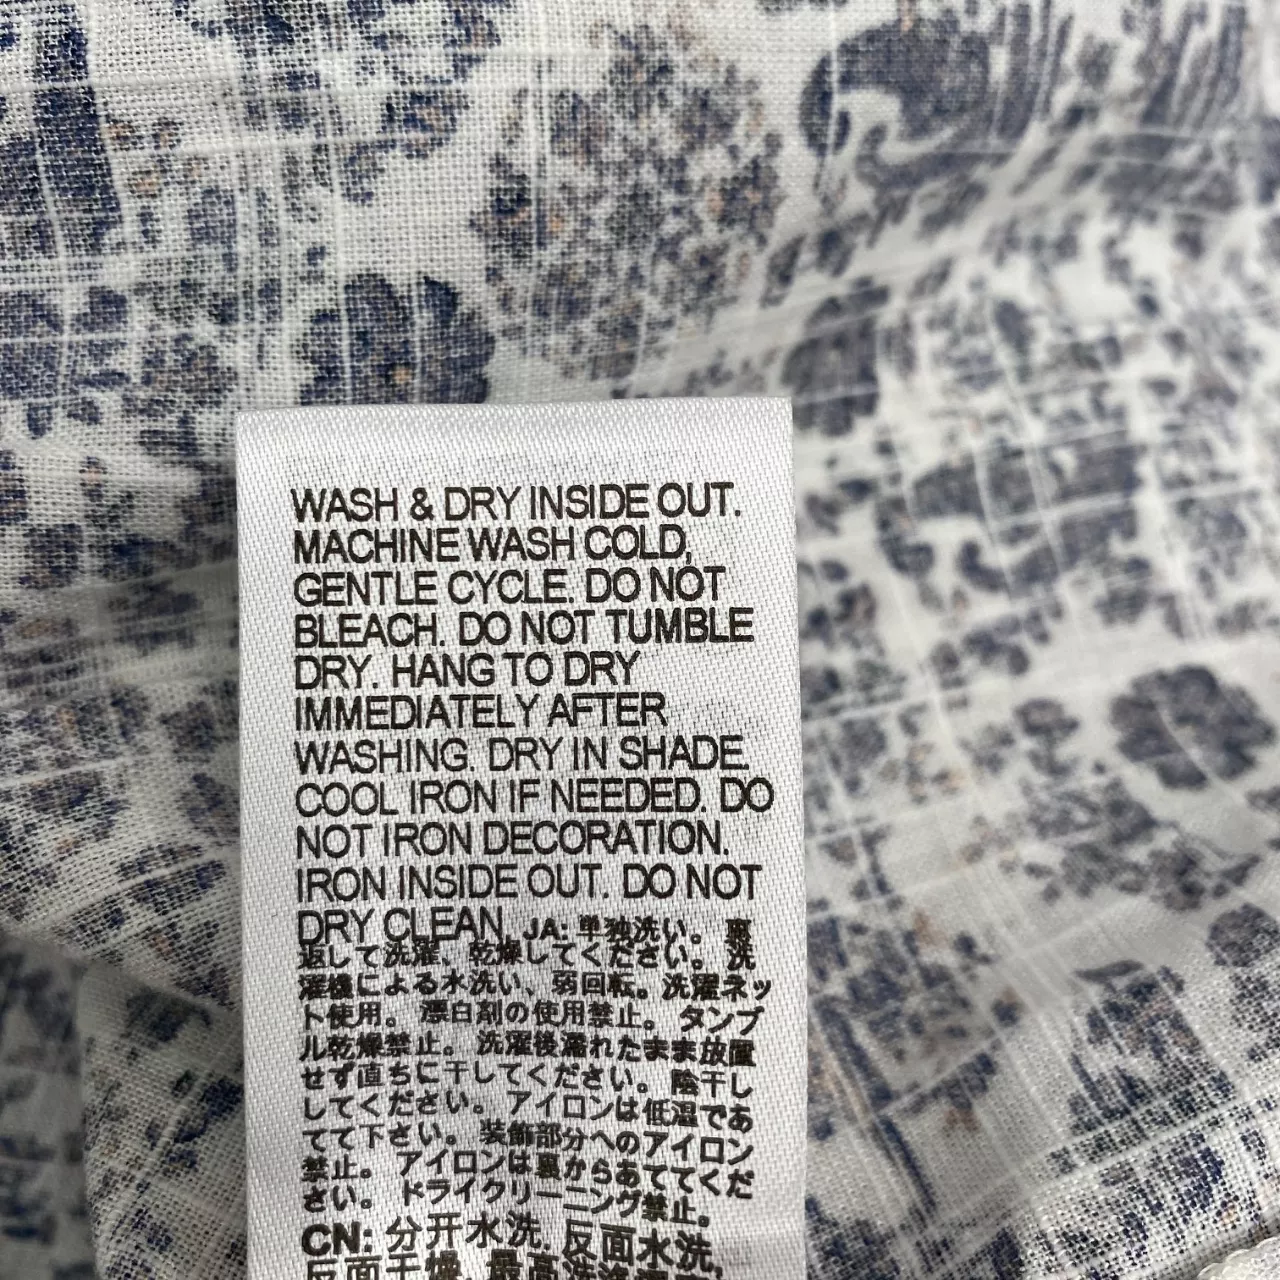 WASH & DRY INSIDE OUT.
MACHINE WASH COLD,
GENTLE CYCLE. DO NOT
BLEACH. DO NOT TUMBLE
DRY. HANG TO DRY
IMMEDIATELY AFTER
WASHING. DRY IN SHADE.
COOL IRON IF NEEDED. DO
NOT IRON DECORATION.
IRON INSIDE OUT. DO NOT
DRY CLEAN. JA: 単独洗い。裏
返して洗濯、乾燥してください。洗
濯機による水洗い、弱回転。洗濯ネッ
ト使用。漂白剤の使用禁止。タンブ
ル乾燥禁止。洗濯後濡れたまま放置
せず直ちに干してください。陰干し
してください。アイロンは低温であ
てて下さい。装飾部分へのアイロン
禁止。アイロンは裏からあててくだ
さい。ドライクリーニング禁止。
CN: 分开水洗, 反面水洗,
反面干燥, 最高洗涤